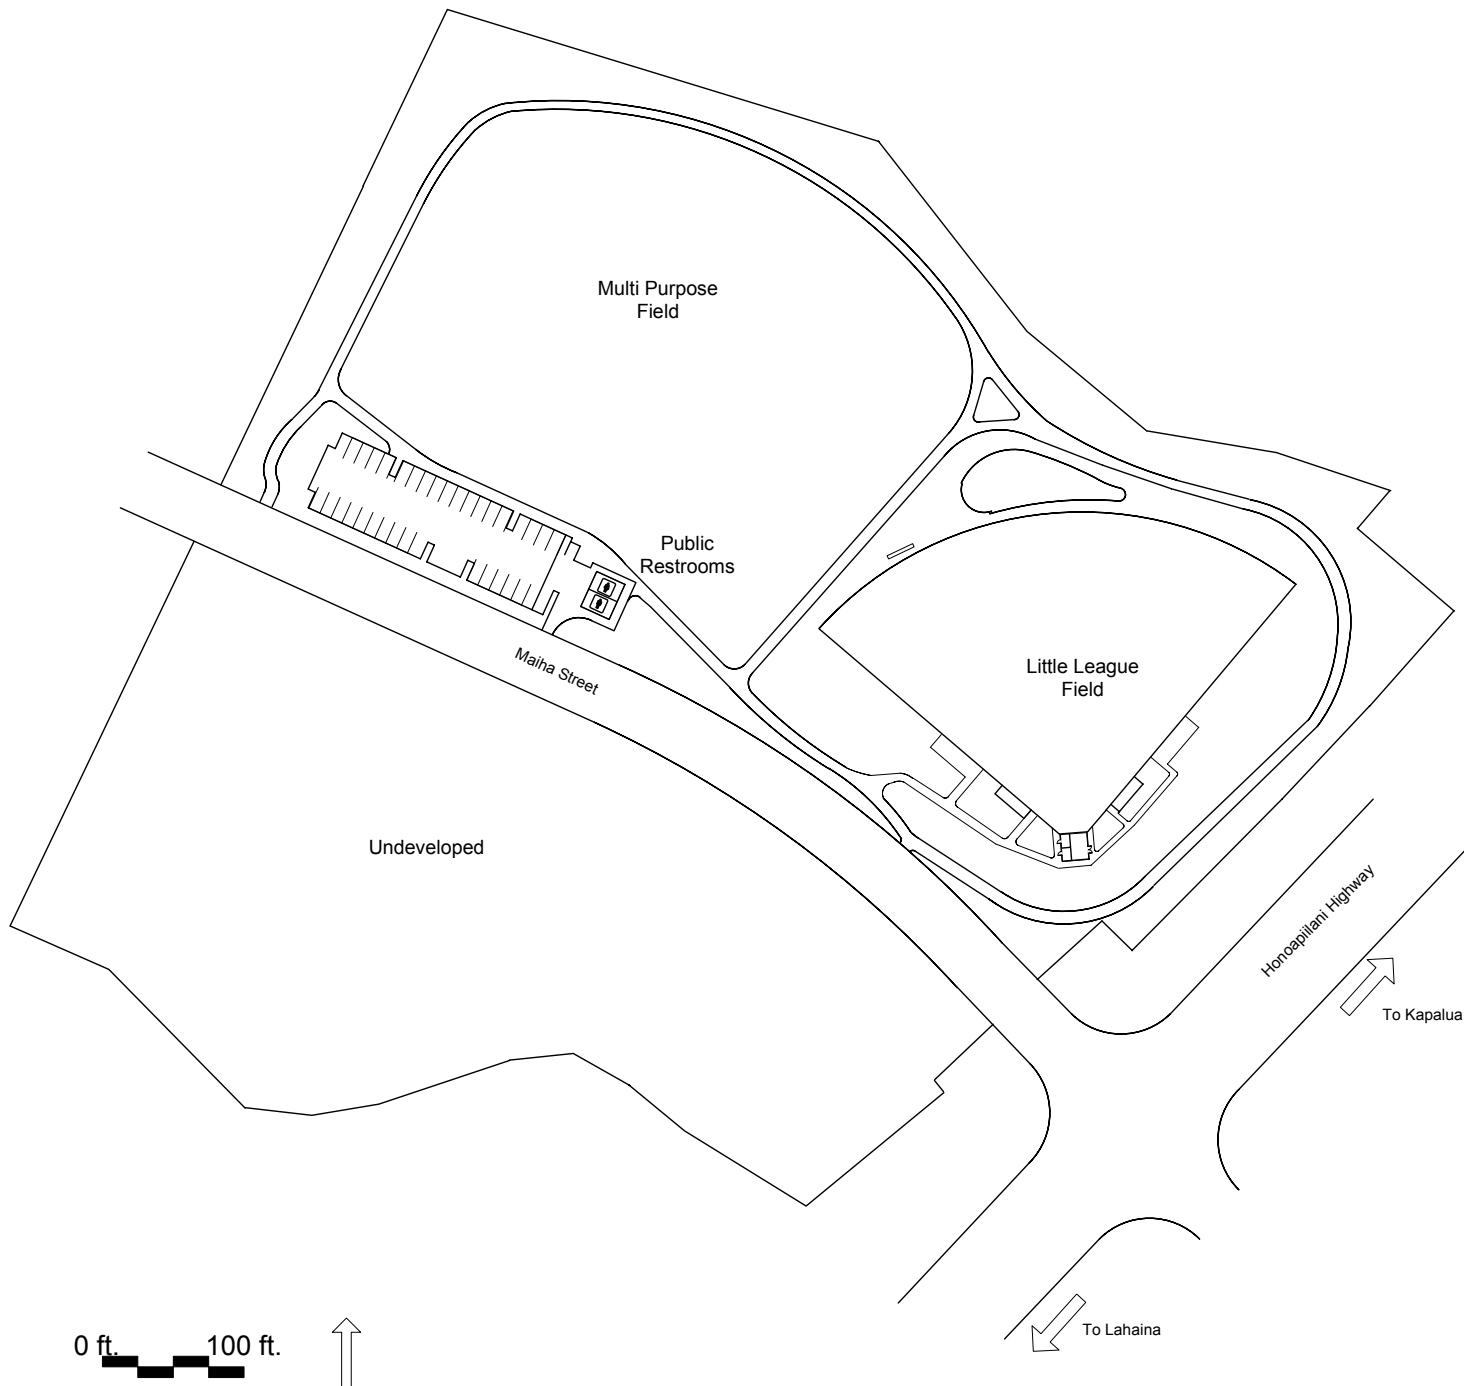 Multi Purpose
Field
Public
Restrooms
Maiha Street
Little League
Field
Undeveloped
Honoapiilani Highway
To Kapalua
To Lahaina
0 ft. 100 ft.